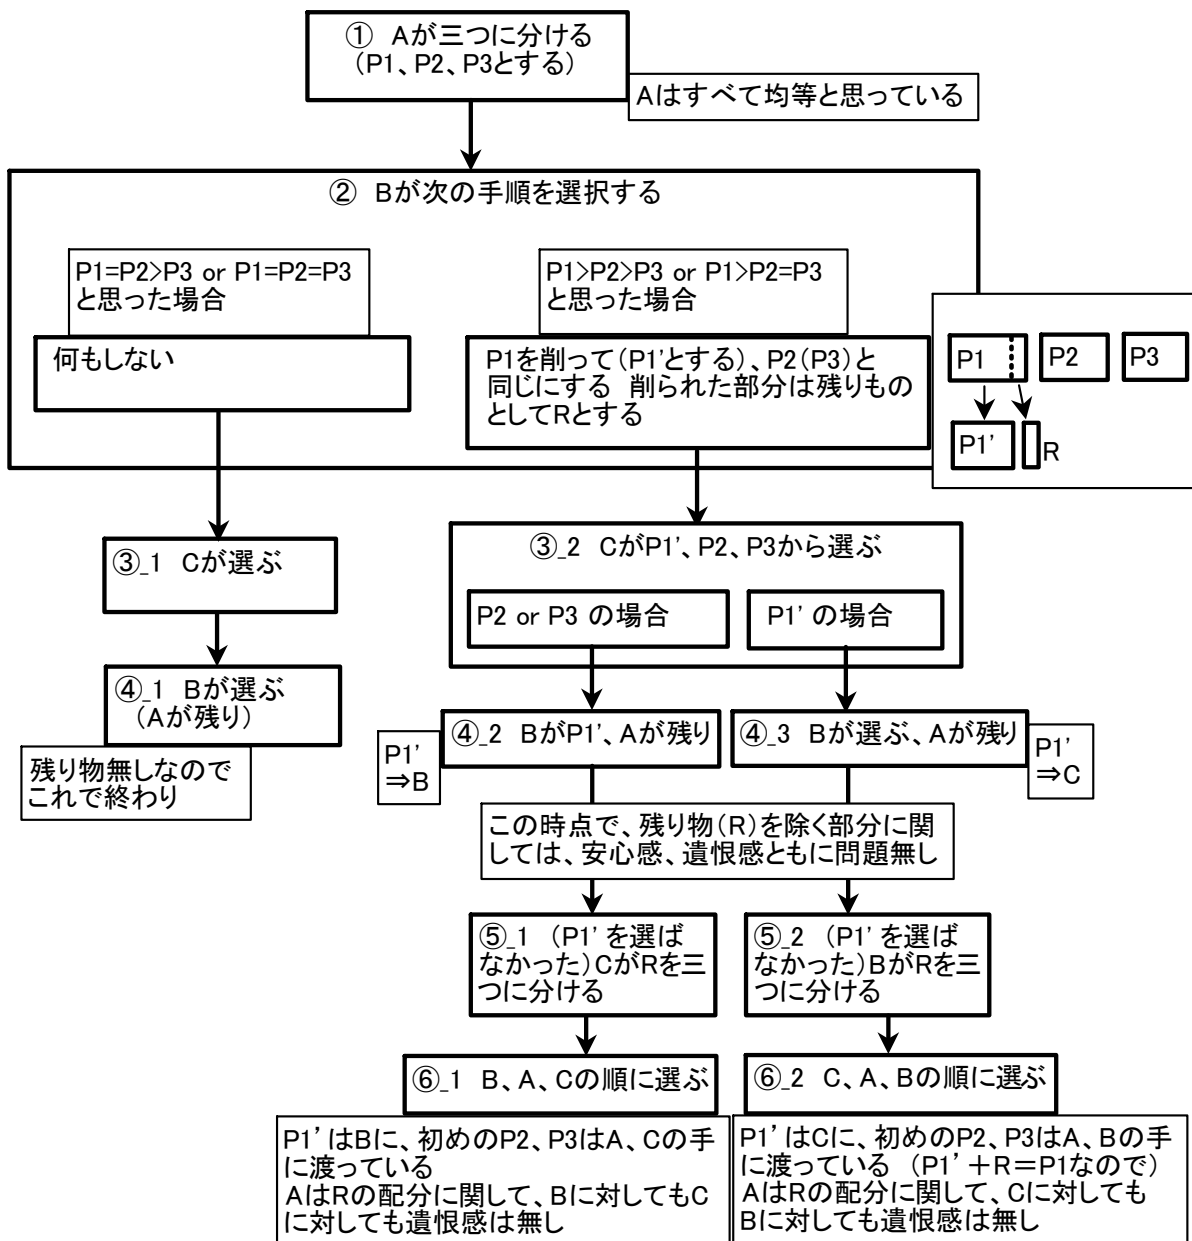 ① Aが三つに分ける
（P1、P2、P3とする）
Aはすべて均等と思っている
② Bが次の手順を選択する
P1=P2>P3 or P1=P2=P3
と思った場合
何もしない
P1>P2>P3 or P1>P2=P3
と思った場合
P1を削って（P1'とする）、P2（P3）と
同じにする 削られた部分は残りもの
としてRとする
P1
P2
P3
P1'
R
③_1 Cが選ぶ
④_1 Bが選ぶ
（Aが残り）
残り物無しなので
これで終わり
③_2 CがP1'、P2、P3から選ぶ
P2 or P3 の場合
P1' の場合
④_2 BがP1'、Aが残り
P1'
⇒B
④_3 Bが選ぶ、Aが残り
P1'
⇒C
この時点で、残り物（R）を除く部分に関
しては、安心感、遺恨感ともに問題無し
⑤_1 （P1' を選ば
なかった）CがRを三
つに分ける
⑤_2 （P1' を選ば
なかった）BがRを三
つに分ける
⑥_1 B、A、Cの順に選ぶ
P1' はBに、初めのP2、P3はA、Cの手
に渡っている
AはRの配分に関して、Bに対してもC
に対しても遺恨感は無し
⑥_2 C、A、Bの順に選ぶ
P1' はCに、初めのP2、P3はA、Bの手
に渡っている （P1' +R=P1なので）
AはRの配分に関して、Cに対しても
Bに対しても遺恨感は無し